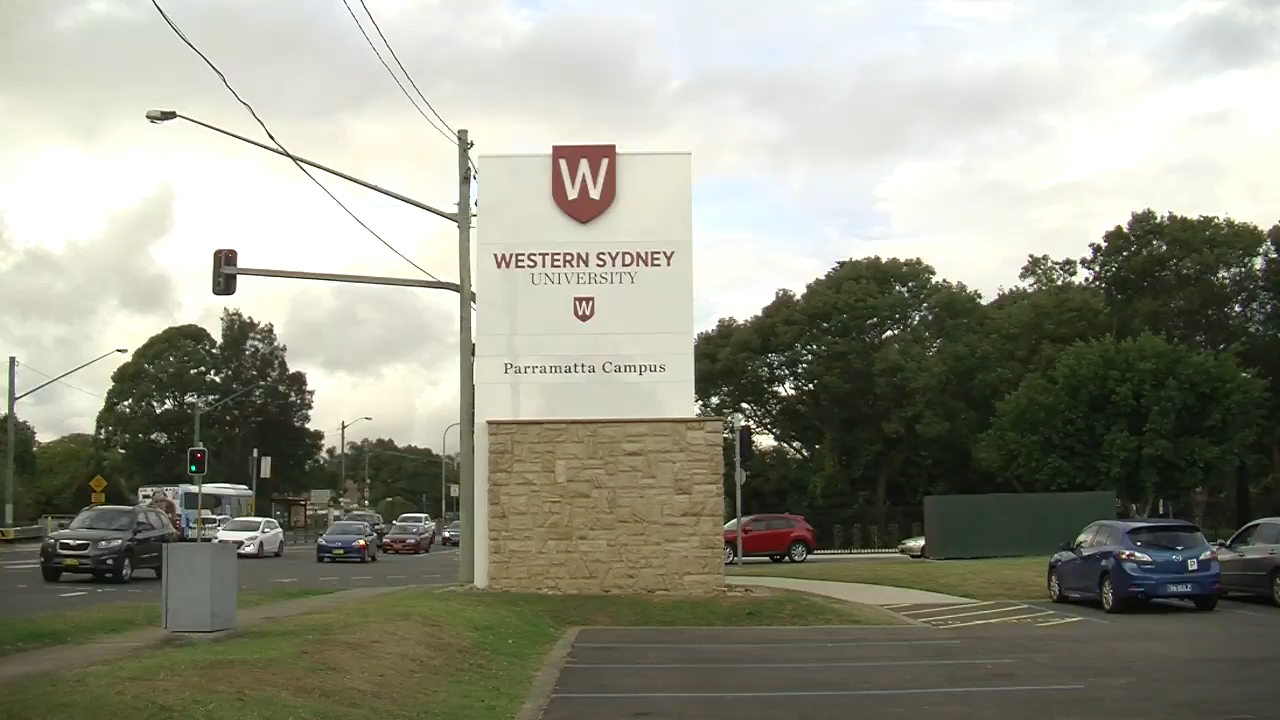 W
WESTERN SYDNEY
UNIVERSITY
W
Parramatta Campus
P